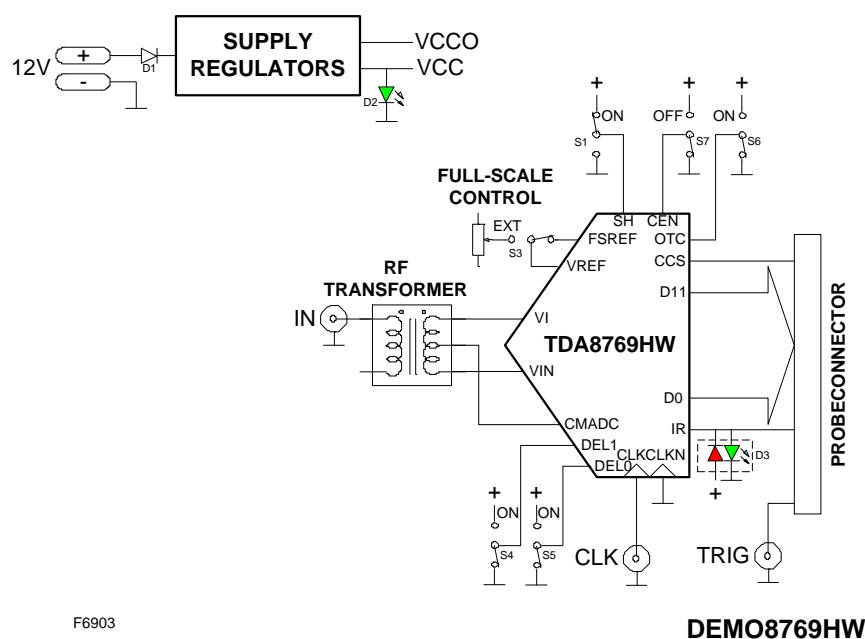 12V
+
-
D1
SUPPLY
REGULATORS
VCCO
VCC
D2
+
ON
S1
+
OFF
S7
+
ON
S6
FULL-SCALE
CONTROL
EXT
S3
SH
CEN
FSREF
OTC
VREF
CCS
D11
RF
TRANSFORMER
IN
VI
TDA8769HW
VIN
D0
CMADC
IR
DEL1
DEL0
CLK
CLKN
D3
+
PROBECONNECTOR
+
ON
S4
+
ON
S5
CLK
TRIG
F6903
DEMO8769HW